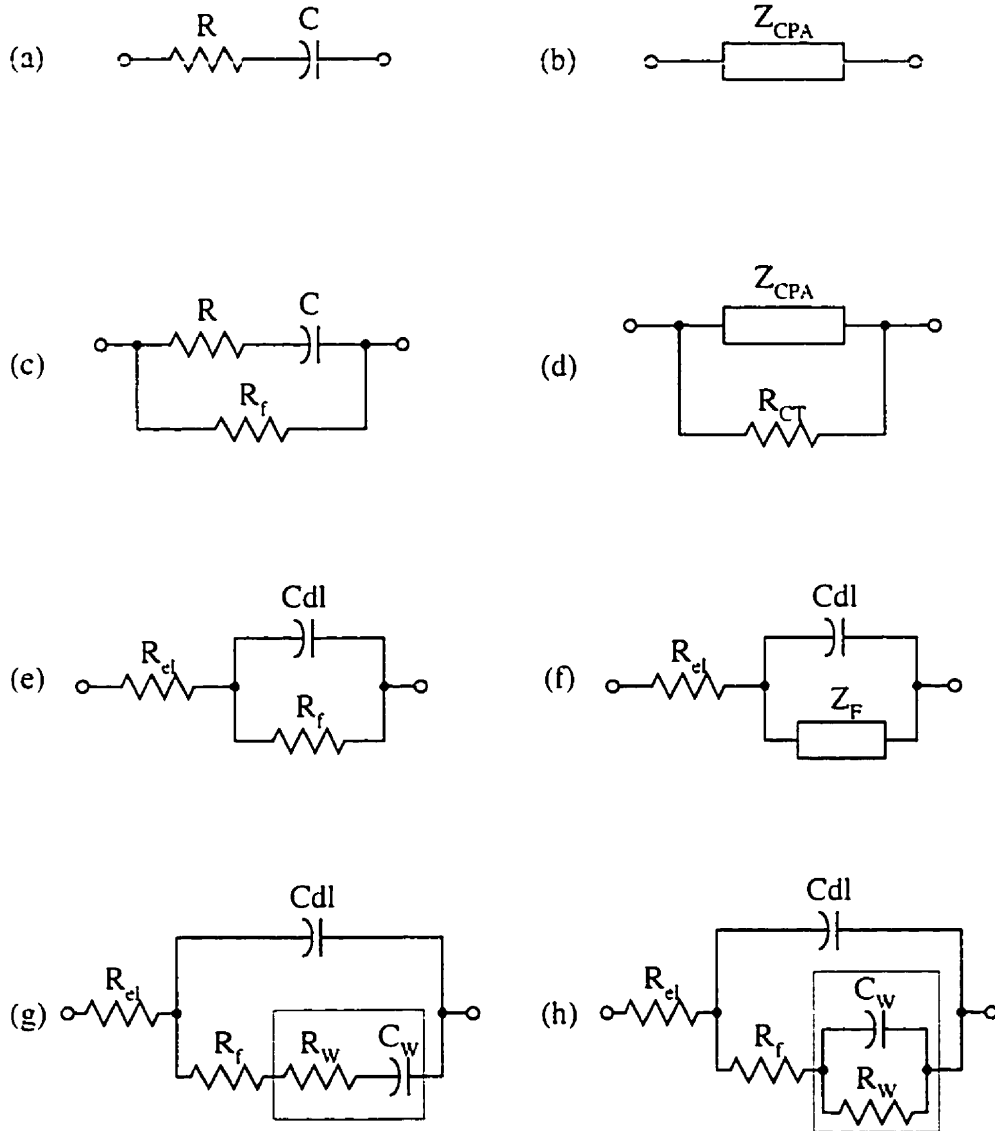 (a) R C
(b) Z_CPA
(c) R C
R_f
(d) Z_CPA
R_CT
(e) R_el Cdl
R_f
(f) R_el Cdl
Z_F
(g) R_el Cdl
R_f R_W C_W
(h) R_el Cdl
R_f C_W
R_W